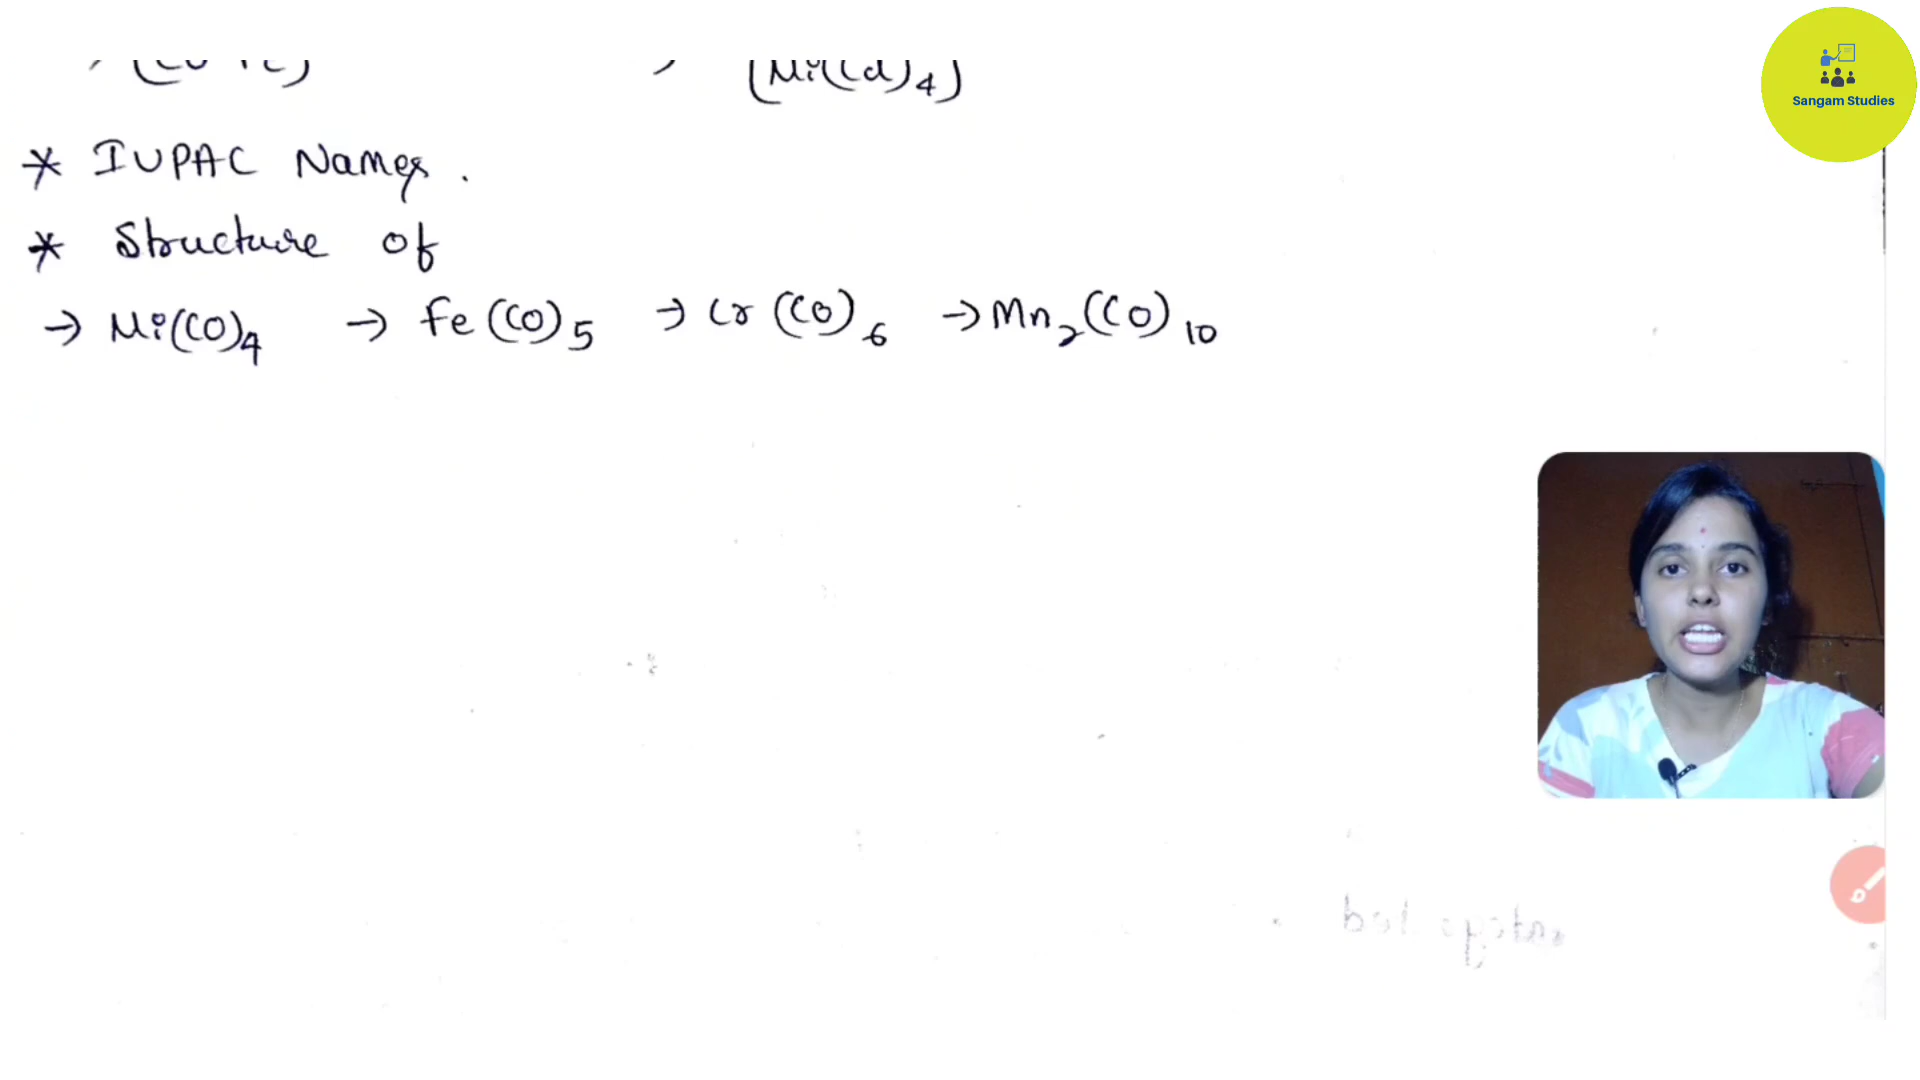 Sangam Studies
* IUPAC Names.
* Structure of
→ Ni(CO)₄ → Fe(CO)₅ → Cr(CO)₆ → Mn₂(CO)₁₀